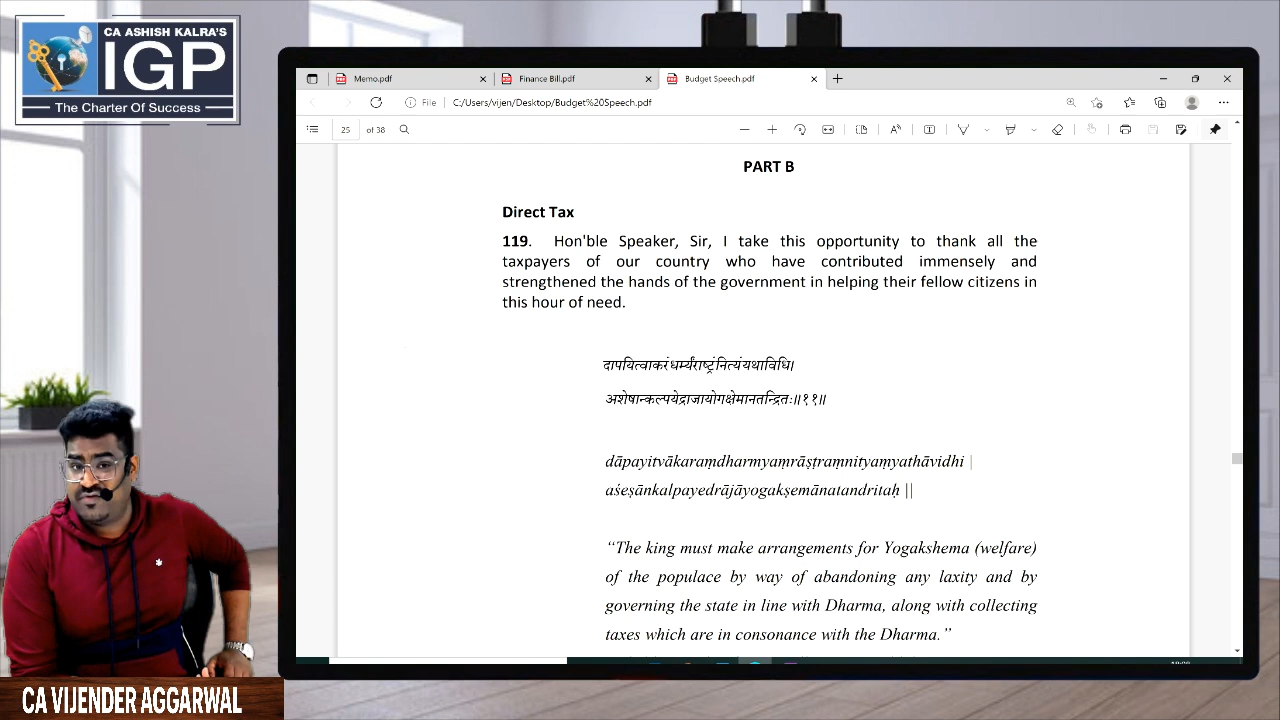 CA ASHISH KALRA'S
IGP
The Charter Of Success
Memo.pdf
Finance Bill.pdf
Budget Speech.pdf
File
C:/Users/vijen/Desktop/Budget%20Speech.pdf
25 of 38
PART B
Direct Tax
119. Hon'ble Speaker, Sir, I take this opportunity to thank all the
taxpayers of our country who have contributed immensely and
strengthened the hands of the government in helping their fellow citizens in
this hour of need.
दापयित्वाकरंधर्म्यंराष्ट्रंनित्यंयथाविधि।
अशेषान्कल्पयेद्राजायोगक्षेमानतन्द्रितः॥११॥
dāpayitvākaraṃdharmyaṃrāṣṭraṃnityaṃyathāvidhi |
aśeṣānkalpayedrājāyogakṣemānatandritaḥ ||
“The king must make arrangements for Yogakshema (welfare)
of the populace by way of abandoning any laxity and by
governing the state in line with Dharma, along with collecting
taxes which are in consonance with the Dharma.”
CA VIJENDER AGGARWAL